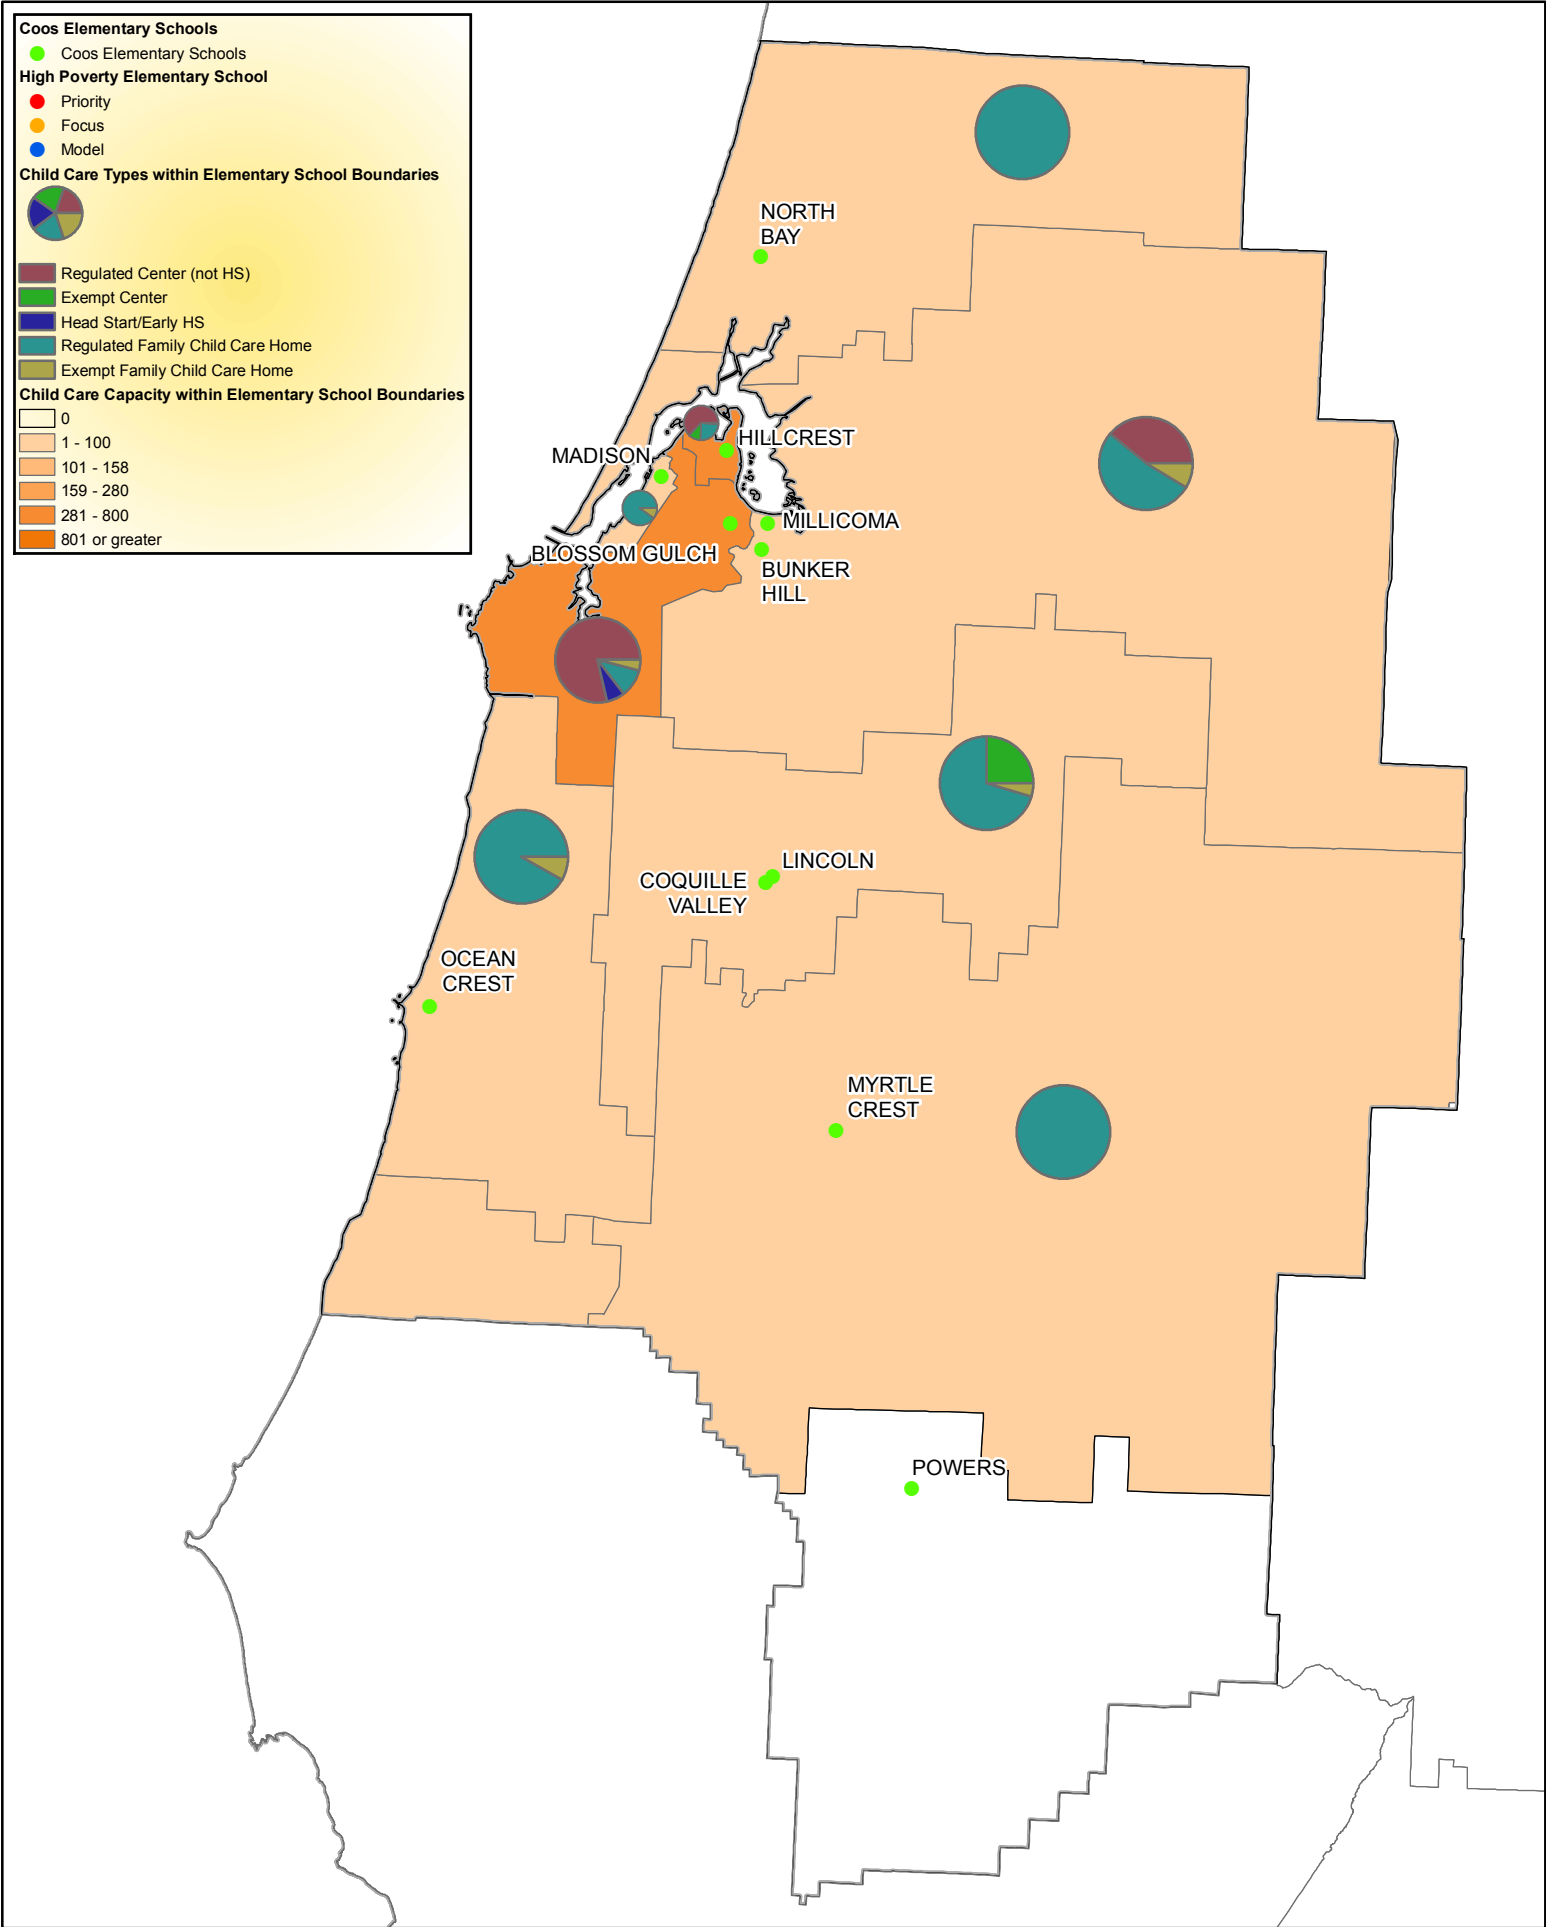 Coos Elementary Schools
Coos Elementary Schools
High Poverty Elementary School
Priority
Focus
Model
Child Care Types within Elementary School Boundaries
Regulated Center (not HS)
Exempt Center
Head Start/Early HS
Regulated Family Child Care Home
Exempt Family Child Care Home
Child Care Capacity within Elementary School Boundaries
0
1 - 100
101 - 158
159 - 280
281 - 800
801 or greater
NORTH
BAY
HILLCREST
MADISON
MILLICOMA
BLOSSOM GULCH
BUNKER
HILL
LINCOLN
COQUILLE
VALLEY
OCEAN
CREST
MYRTLE
CREST
POWERS